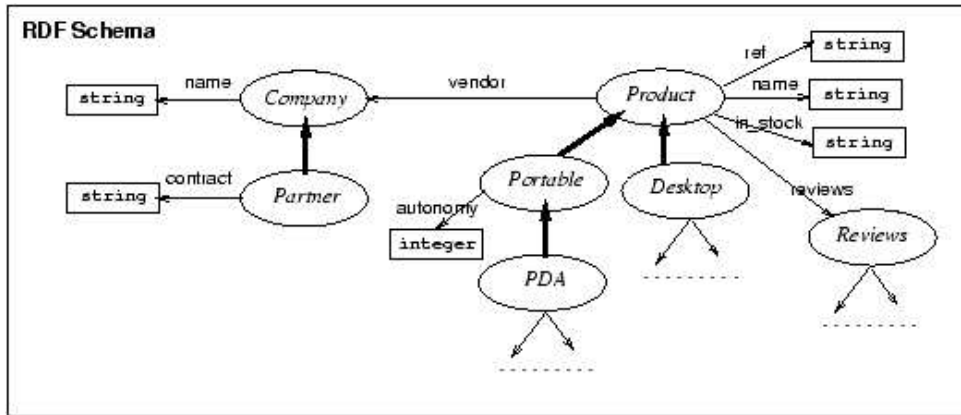 RDF Schema
ref
string
name
Company
vendor
Product
name
string
string
in_stock
string
contract
Partner
Portable
Desktop
string
reviews
autonomy
integer
Reviews
PDA